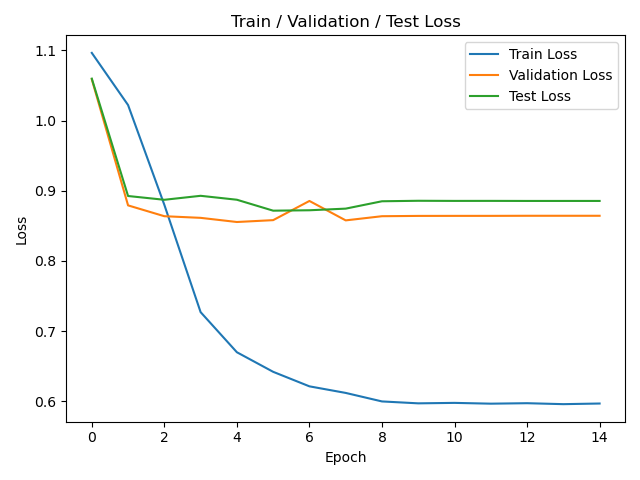 Train / Validation / Test Loss
Train Loss
Validation Loss
Test Loss
Loss
1.1
1.0
0.9
0.8
0.7
0.6
0 2 4 6 8 10 12 14
Epoch